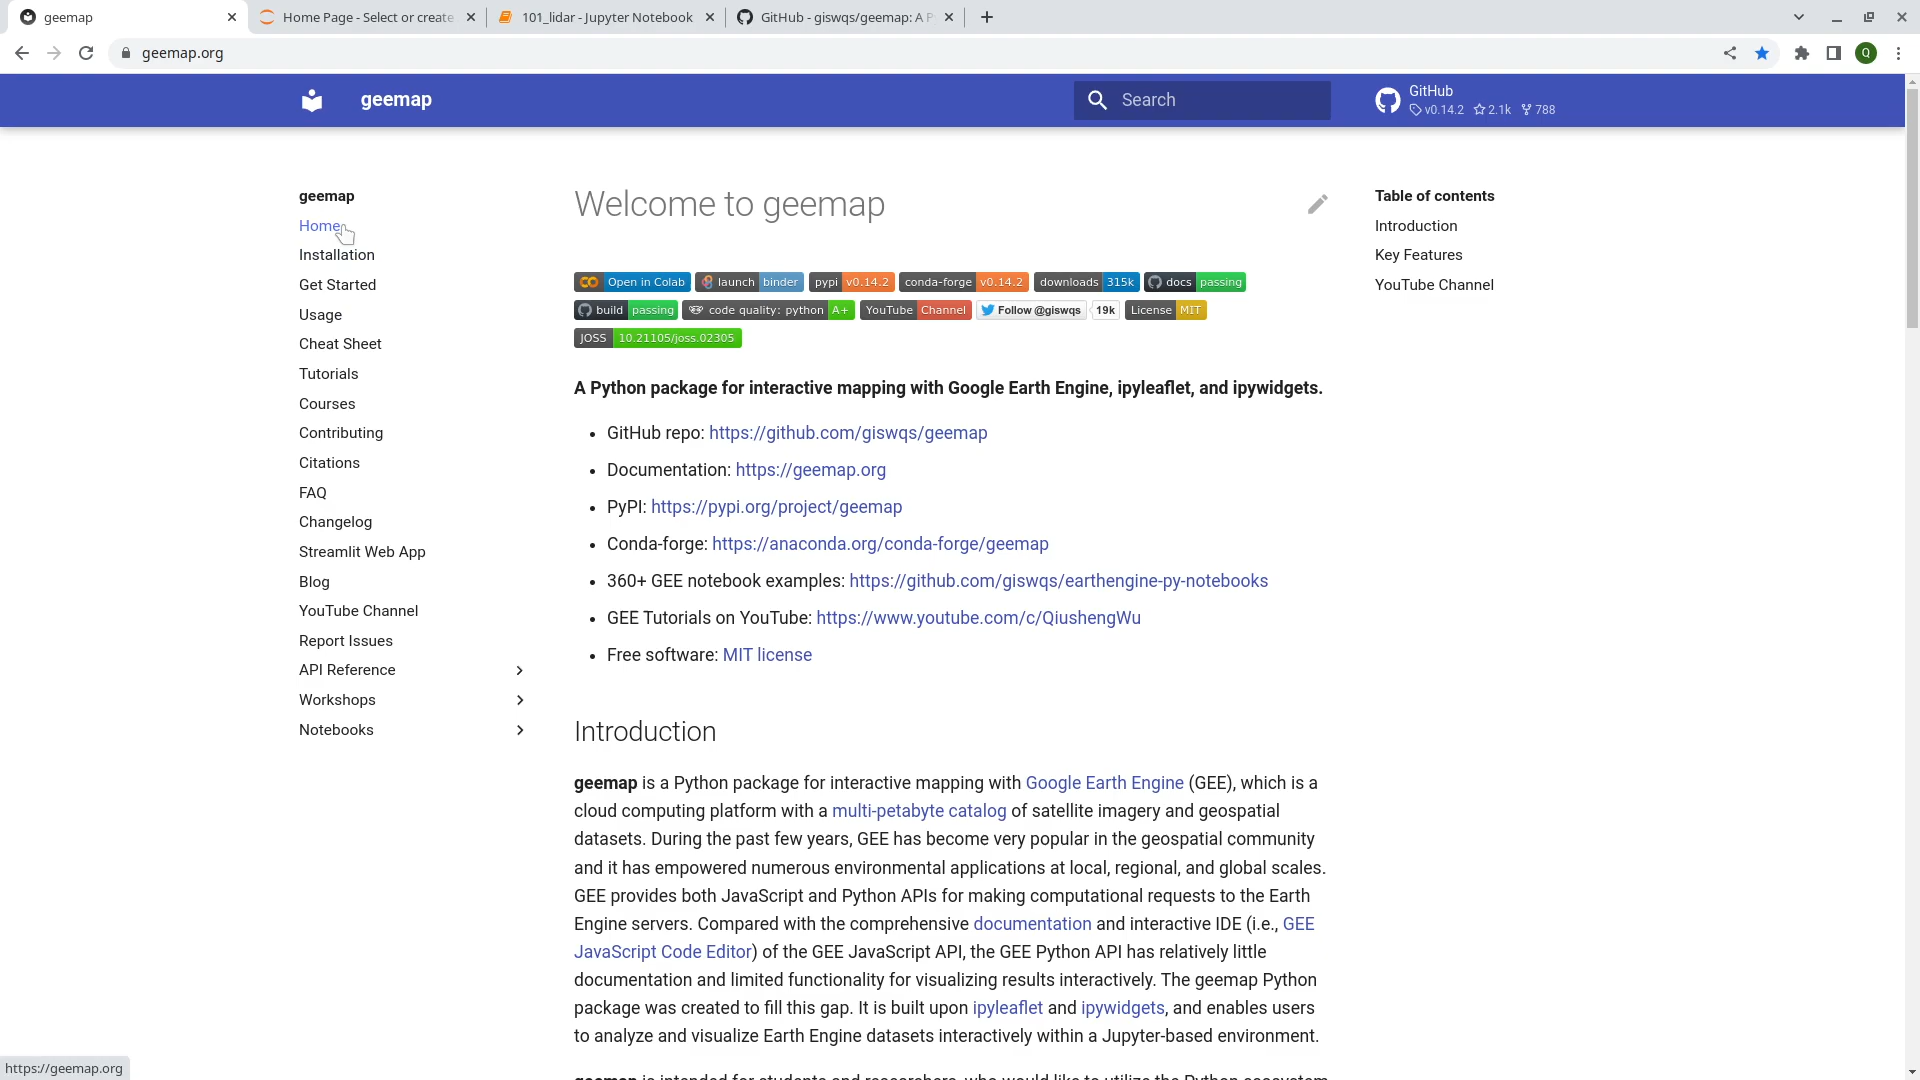 geemap
Home Page - Select or create
101_lidar - Jupyter Notebook
GitHub - giswqs/geemap: A P
geemap.org
Q
geemap
Search
GitHub
v0.14.2 2.1k 788
geemap
Home
Installation
Get Started
Usage
Cheat Sheet
Tutorials
Courses
Contributing
Citations
FAQ
Changelog
Streamlit Web App
Blog
YouTube Channel
Report Issues
API Reference
Workshops
Notebooks
Welcome to geemap
Open in Colab launch binder pypi v0.14.2 conda-forge v0.14.2 downloads 315k docs passing
build passing code quality: python A+ YouTube Channel Follow @giswqs 19k License MIT
JOSS 10.21105/joss.02305
A Python package for interactive mapping with Google Earth Engine, ipyleaflet, and ipywidgets.
• GitHub repo: https://github.com/giswqs/geemap
• Documentation: https://geemap.org
• PyPI: https://pypi.org/project/geemap
• Conda-forge: https://anaconda.org/conda-forge/geemap
• 360+ GEE notebook examples: https://github.com/giswqs/earthengine-py-notebooks
• GEE Tutorials on YouTube: https://www.youtube.com/c/QiushengWu
• Free software: MIT license
Introduction
geemap is a Python package for interactive mapping with Google Earth Engine (GEE), which is a
cloud computing platform with a multi-petabyte catalog of satellite imagery and geospatial
datasets. During the past few years, GEE has become very popular in the geospatial community
and it has empowered numerous environmental applications at local, regional, and global scales.
GEE provides both JavaScript and Python APIs for making computational requests to the Earth
Engine servers. Compared with the comprehensive documentation and interactive IDE (i.e., GEE
JavaScript Code Editor) of the GEE JavaScript API, the GEE Python API has relatively little
documentation and limited functionality for visualizing results interactively. The geemap Python
package was created to fill this gap. It is built upon ipyleaflet and ipywidgets, and enables users
to analyze and visualize Earth Engine datasets interactively within a Jupyter-based environment.
geemap is intended for students and researchers, who would like to utilize the Python ecosystem
Table of contents
Introduction
Key Features
YouTube Channel
https://geemap.org